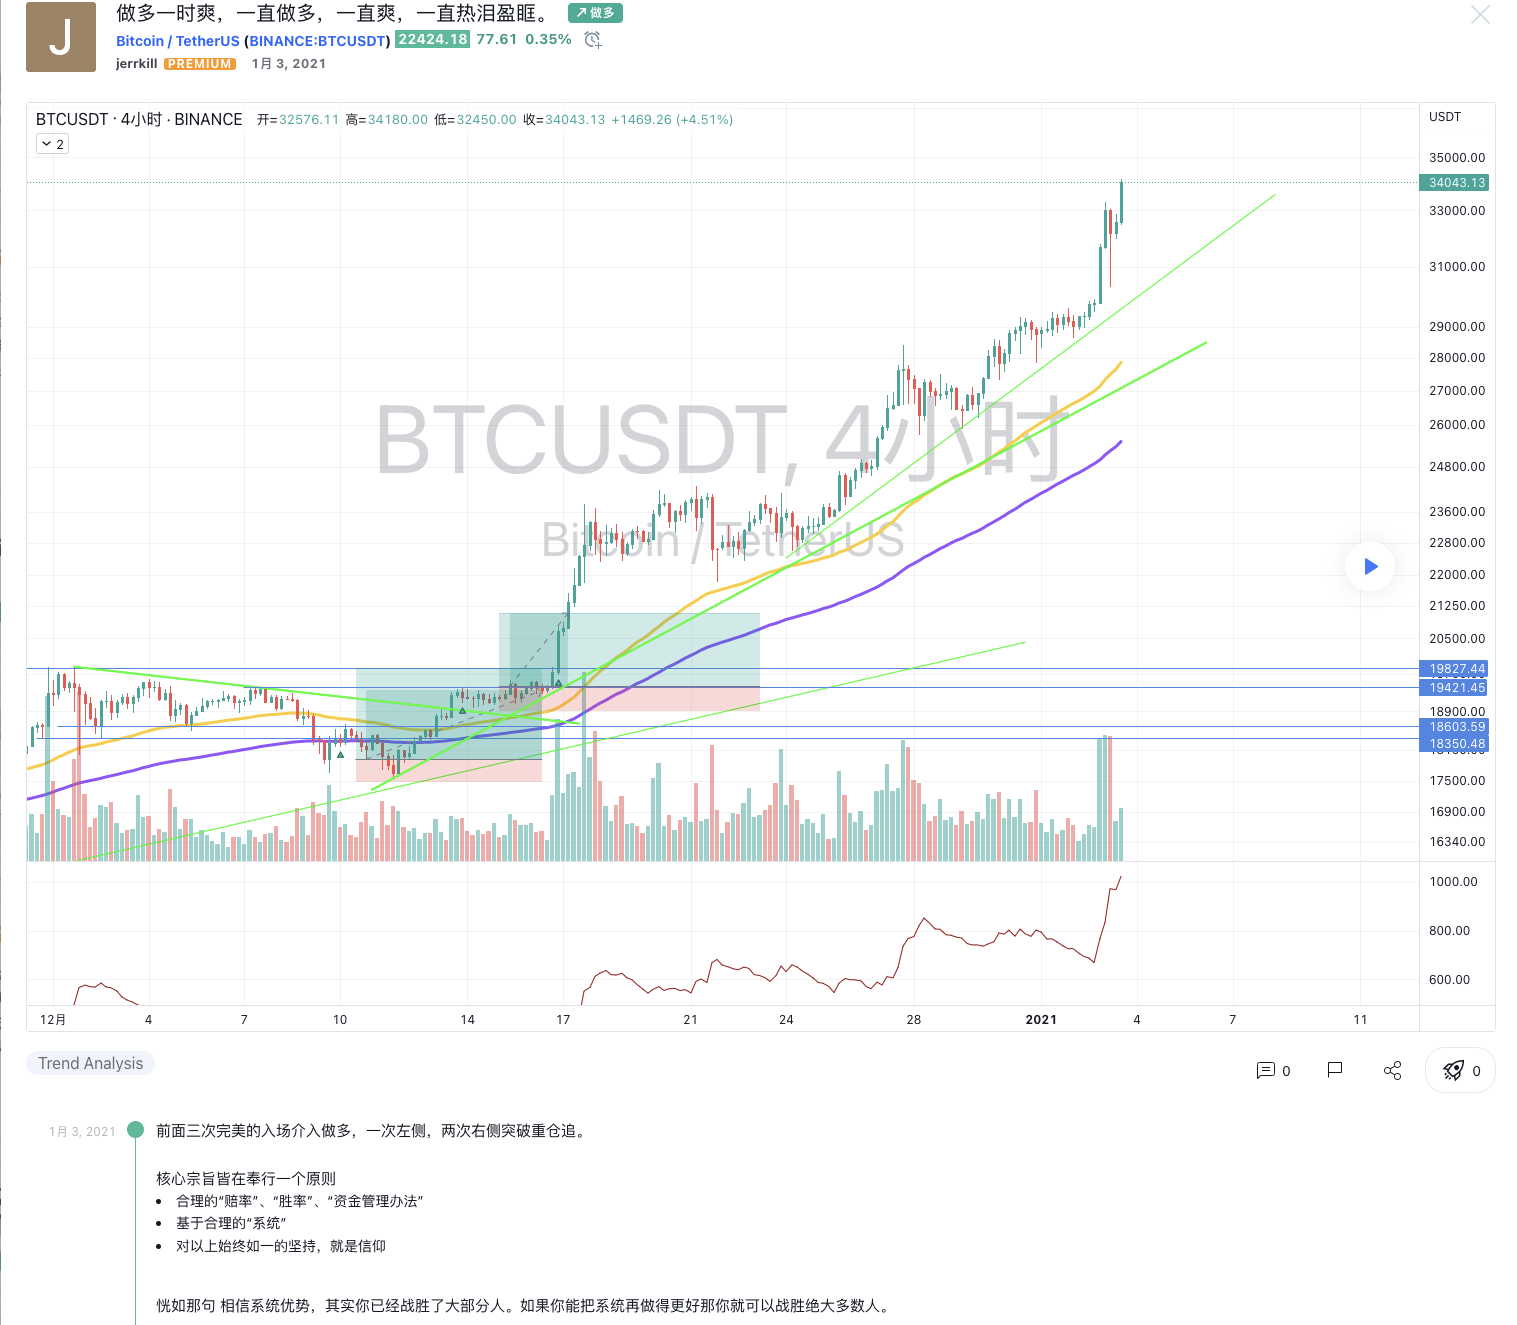 J
做多一时爽，一直做多，一直爽，一直热泪盈眶。 做多
Bitcoin / TetherUS (BINANCE:BTCUSDT) 22424.18 77.61 0.35%
jerrkill PREMIUM 1月 3, 2021
BTCUSDT · 4小时 · BINANCE 开=32576.11 高=34180.00 低=32450.00 收=34043.13 +1469.26 (+4.51%)
2
USDT
35000.00
34043.13
33000.00
31000.00
29000.00
28000.00
27000.00
26000.00
24800.00
23600.00
22800.00
22000.00
21250.00
20500.00
19827.44
19421.45
18900.00
18603.59
18350.48
17500.00
16900.00
16340.00
BTCUSDT, 4小时
Bitcoin / TetherUS
1000.00
800.00
600.00
12月 4 7 10 14 17 21 24 28 2021 4 7 11
Trend Analysis
0 0
1月 3, 2021
前面三次完美的入场介入做多，一次左侧，两次右侧突破重仓追。
核心宗旨皆在奉行一个原则
• 合理的“赔率”、“胜率”、“资金管理办法”
• 基于合理的“系统”
• 对以上始终如一的坚持，就是信仰
恍如那句 相信系统优势，其实你已经战胜了大部分人。如果你能把系统再做得更好那你就可以战胜绝大多数人。